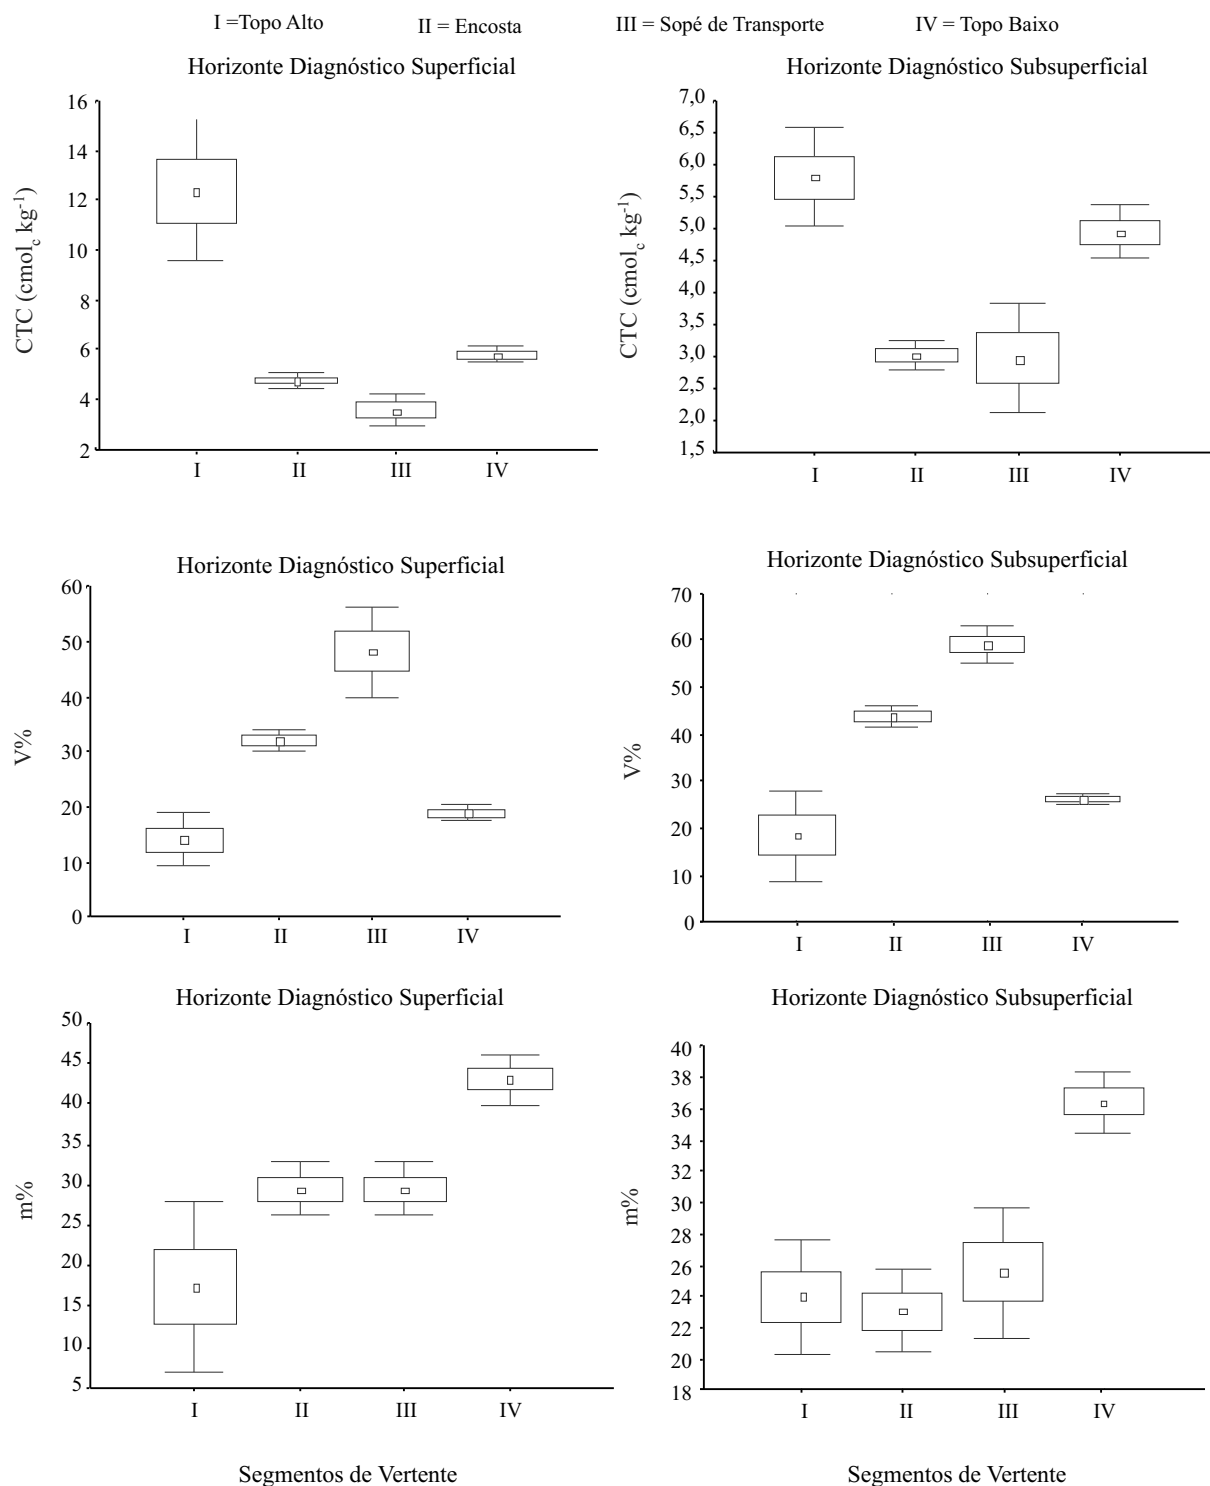 I =Topo Alto II = Encosta III = Sopé de Transporte IV = Topo Baixo
Horizonte Diagnóstico Superficial
CTC (cmol_c kg^-1)
16
14
12
10
8
6
4
2
I II III IV
Horizonte Diagnóstico Subsuperficial
CTC (cmol_c kg^-1)
7,0
6,5
6,0
5,5
5,0
4,5
4,0
3,5
3,0
2,5
2,0
1,5
I II III IV
Horizonte Diagnóstico Superficial
V%
60
50
40
30
20
10
0
I II III IV
Horizonte Diagnóstico Subsuperficial
V%
70
60
50
40
30
20
10
0
I II III IV
Horizonte Diagnóstico Superficial
m%
50
45
40
35
30
25
20
15
10
5
I II III IV
Segmentos de Vertente
Horizonte Diagnóstico Subsuperficial
m%
40
38
36
34
32
30
28
26
24
22
20
18
I II III IV
Segmentos de Vertente